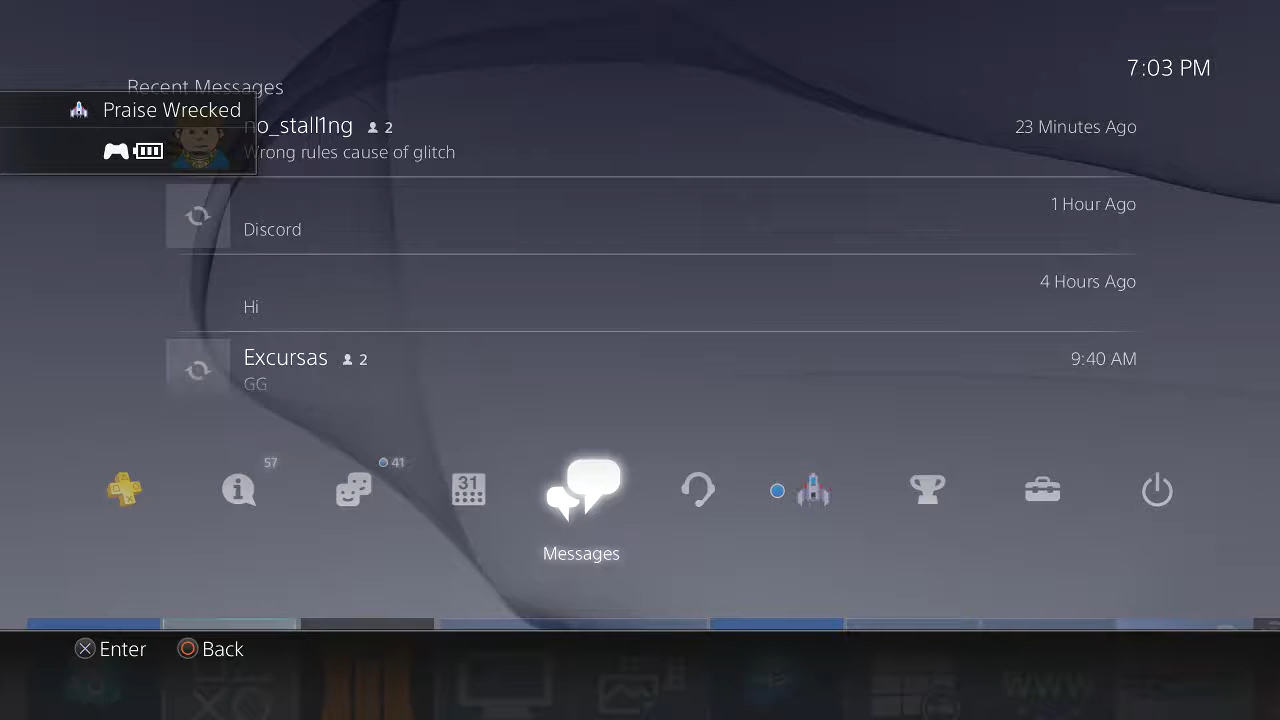 7:03 PM
Recent Messages
Praise Wrecked
no_stall1ng 2
23 Minutes Ago
Wrong rules cause of glitch
1 Hour Ago
Discord
4 Hours Ago
Hi
Excursas 2
9:40 AM
GG
57
41
31
Messages
Enter
Back
WWW